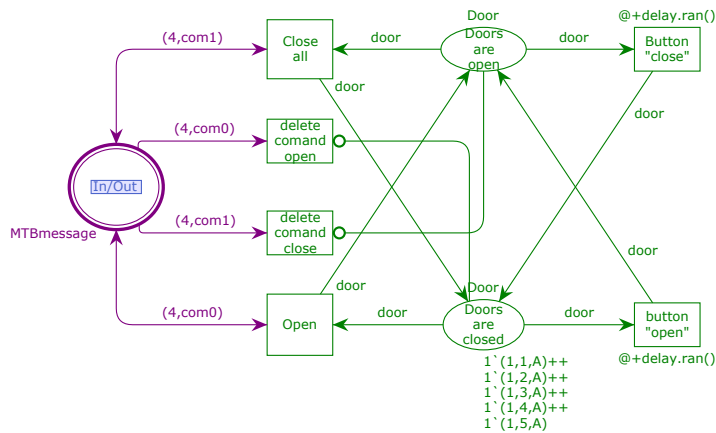 Door
@+delay.ran()
(4,com1)
Close
all
door
Doors
are
open
door
Button
"close"
door
door
(4,com0)
delete
comand
open
In/Out
(4,com1)
delete
comand
close
MTBmessage
door
door
Door
(4,com0)
Open
door
Doors
are
closed
door
button
"open"
@+delay.ran()
1`(1,1,A)++
1`(1,2,A)++
1`(1,3,A)++
1`(1,4,A)++
1`(1,5,A)